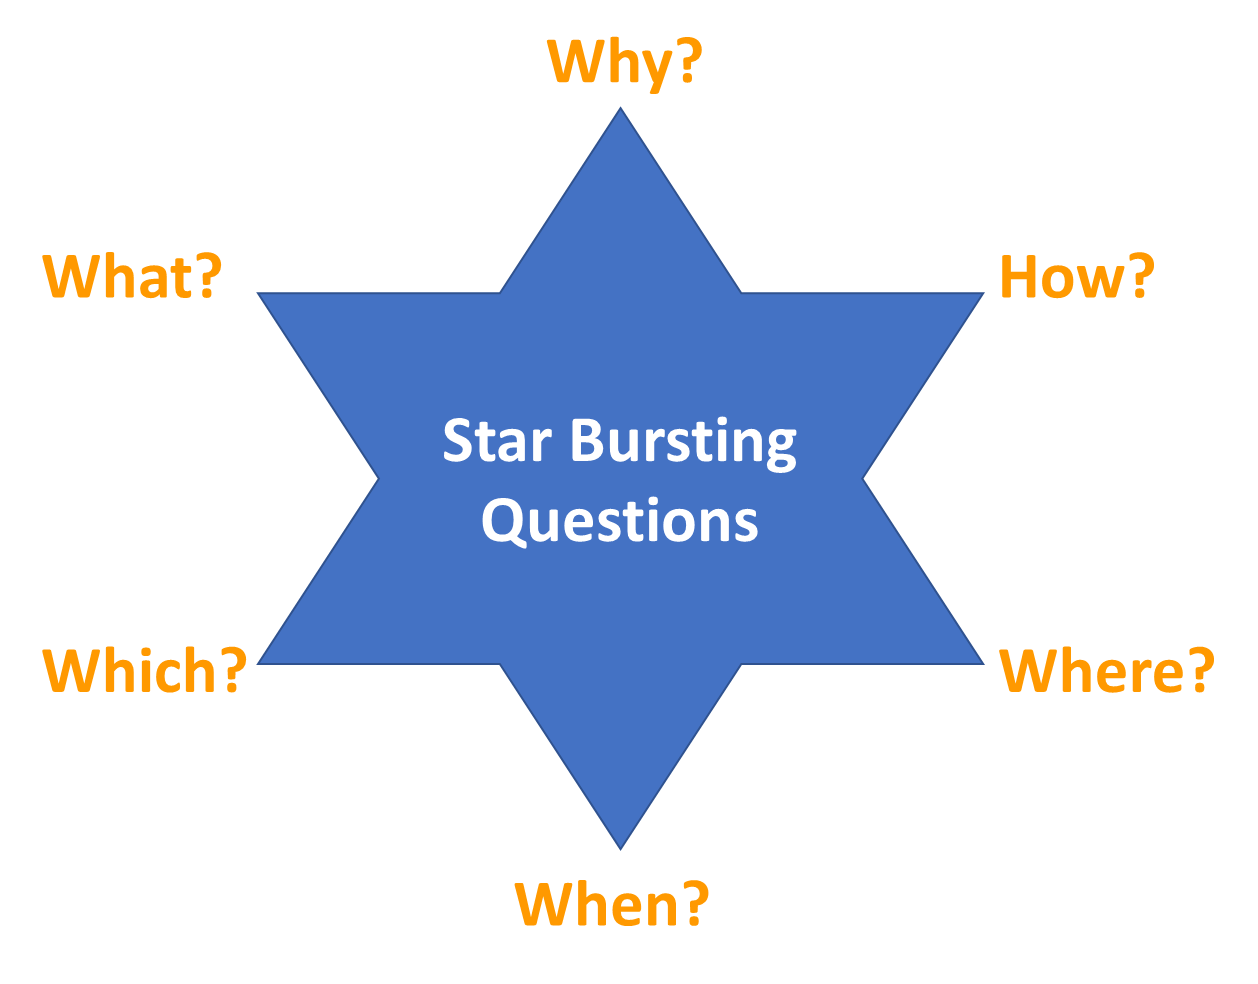 Why?
What?
How?
Star Bursting
Questions
Which?
Where?
When?